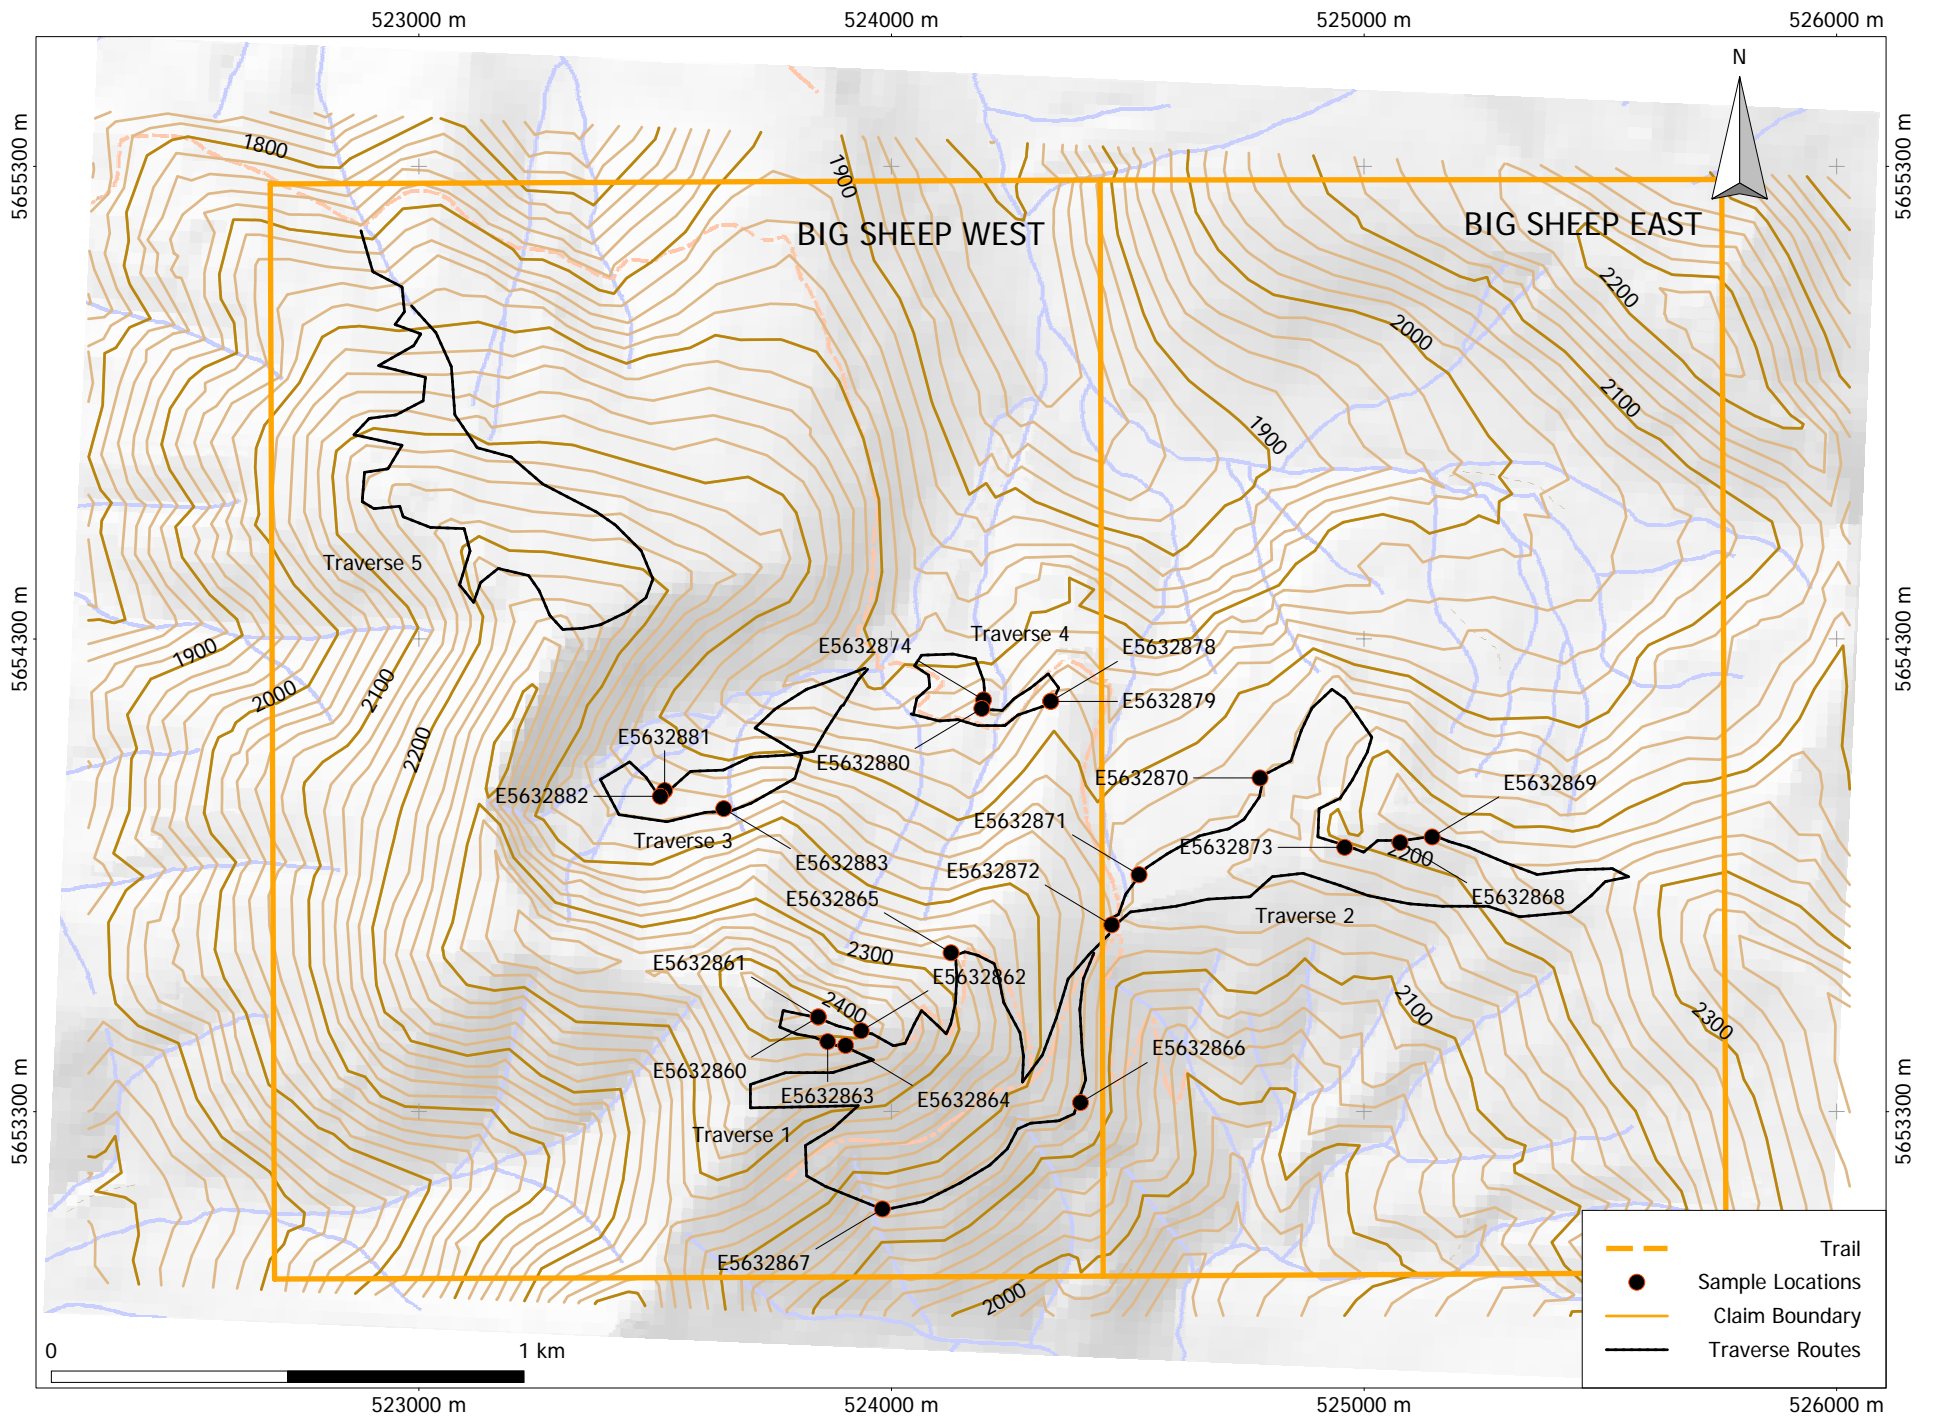 523000 m
524000 m
525000 m
526000 m
N
5655300 m
5655300 m
1800
1900
BIG SHEEP WEST
BIG SHEEP EAST
2200
2000
2100
1900
Traverse 5
5654300 m
5654300 m
Traverse 4
E5632874
E5632878
1900
2000
2100
E5632879
2200
E5632881
E5632880
E5632870
E5632882
E5632869
E5632871
Traverse 3
E5632873
2200
E5632883
E5632872
E5632865
E5632868
Traverse 2
2300
E5632861
E5632862
2400
2100
2300
E5632866
E5632860
E5632863
E5632864
5653300 m
5653300 m
Traverse 1
E5632867
2000
Trail
Sample Locations
Claim Boundary
Traverse Routes
0
1 km
523000 m
524000 m
525000 m
526000 m